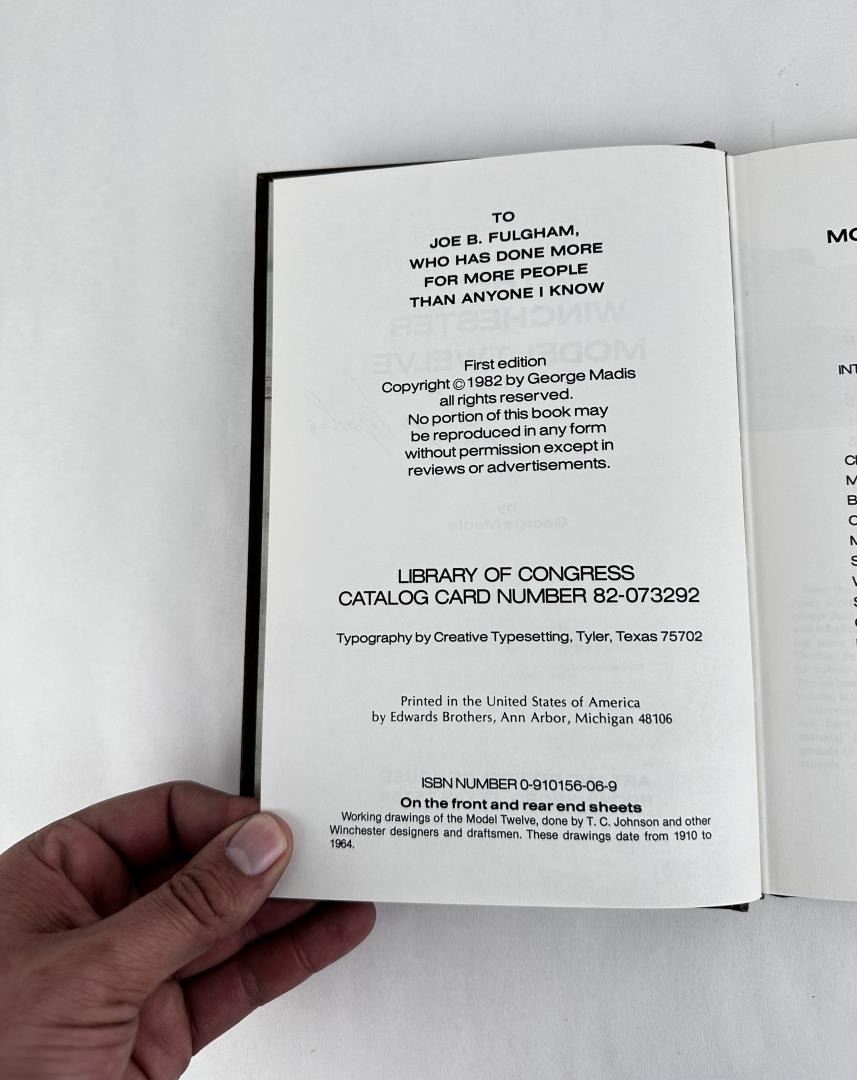 TO
JOE B. FULGHAM,
WHO HAS DONE MORE
FOR MORE PEOPLE
THAN ANYONE I KNOW
First edition
Copyright © 1982 by George Madis
all rights reserved.
No portion of this book may
be reproduced in any form
without permission except in
reviews or advertisements.
LIBRARY OF CONGRESS
CATALOG CARD NUMBER 82-073292
Typography by Creative Typesetting, Tyler, Texas 75702
Printed in the United States of America
by Edwards Brothers, Ann Arbor, Michigan 48106
ISBN NUMBER 0-910156-06-9
On the front and rear end sheets
Working drawings of the Model Twelve, done by T. C. Johnson and other
Winchester designers and draftsmen. These drawings date from 1910 to
1964.